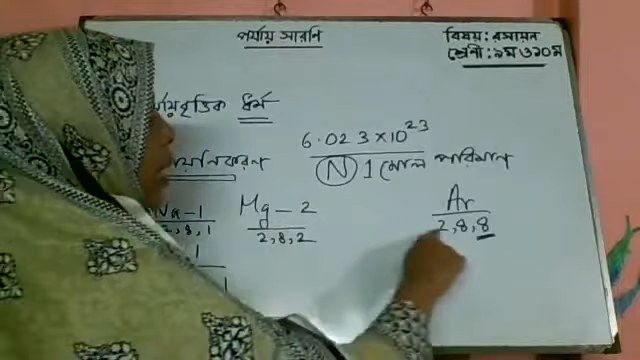 পর্যায় সারনি
বিষয়: রসায়ন
শ্রেণী: ৯ম ও ১০ম
ধর্ম
6.023 × 10²³
N 1 মোল পরিমাণ
Na – 1
2, 8, 1
Mg – 2
2, 8, 2
Ar
2, 8, 8
1
1